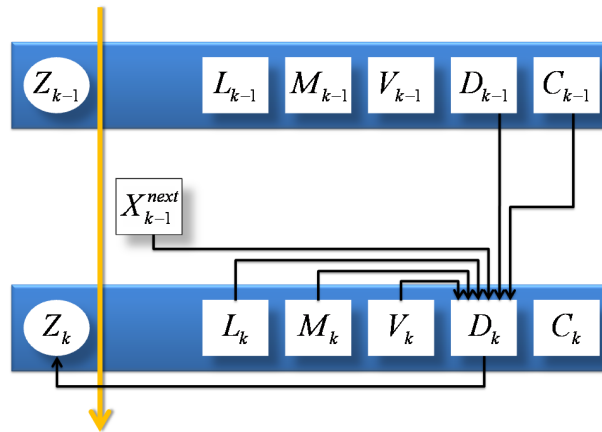 Z_{k-1} L_{k-1} M_{k-1} V_{k-1} D_{k-1} C_{k-1}
X_{k-1}^{next}
Z_k L_k M_k V_k D_k C_k